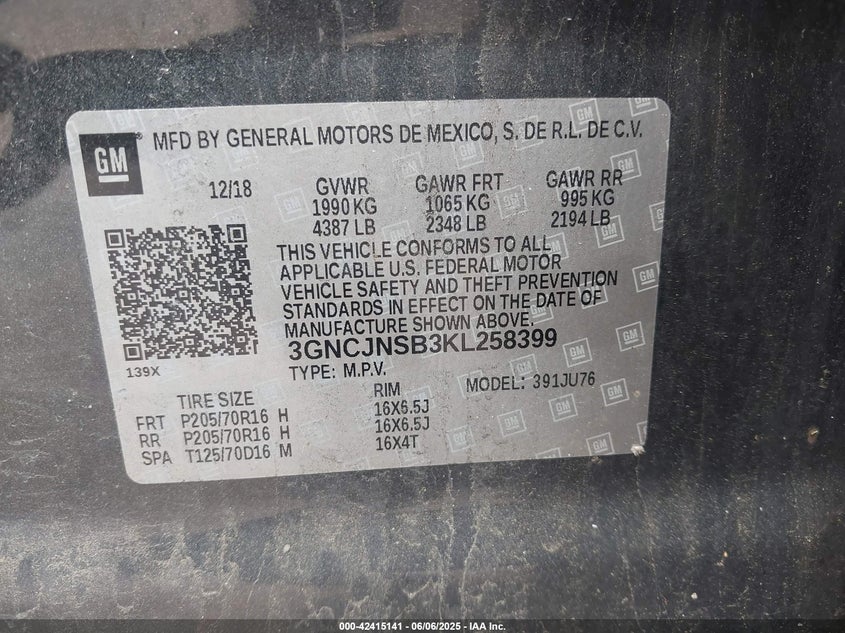 GM
MFD BY GENERAL MOTORS DE MEXICO, S. DE R.L. DE C.V.
12/18 GVWR GAWR FRT GAWR RR
1990 KG 1065 KG 995 KG
4387 LB 2348 LB 2194 LB
THIS VEHICLE CONFORMS TO ALL
APPLICABLE U.S. FEDERAL MOTOR
VEHICLE SAFETY AND THEFT PREVENTION
STANDARDS IN EFFECT ON THE DATE OF
MANUFACTURE SHOWN ABOVE.
3GNCJNSB3KL258399
139X
TYPE: M.P.V. MODEL: 391JU76
TIRE SIZE RIM
FRT P205/70R16 H 16X6.5J
RR P205/70R16 H 16X6.5J
SPA T125/70D16 M 16X4T
000-42415141 - 06/06/2025 - IAA Inc.